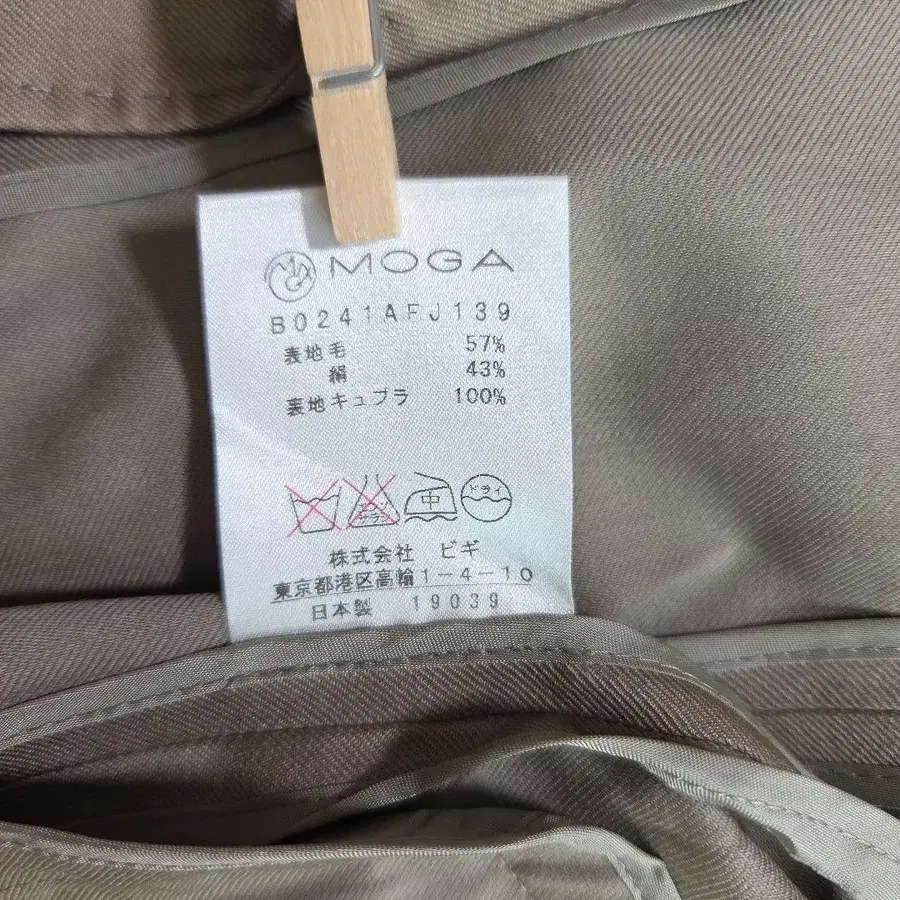 MOGA
B0241AFJ139
表地毛 57%
絹 43%
裏地キュプラ 100%
中 ドライ
株式会社 ビギ
東京都港区高輪1-4-10
日本製 19039